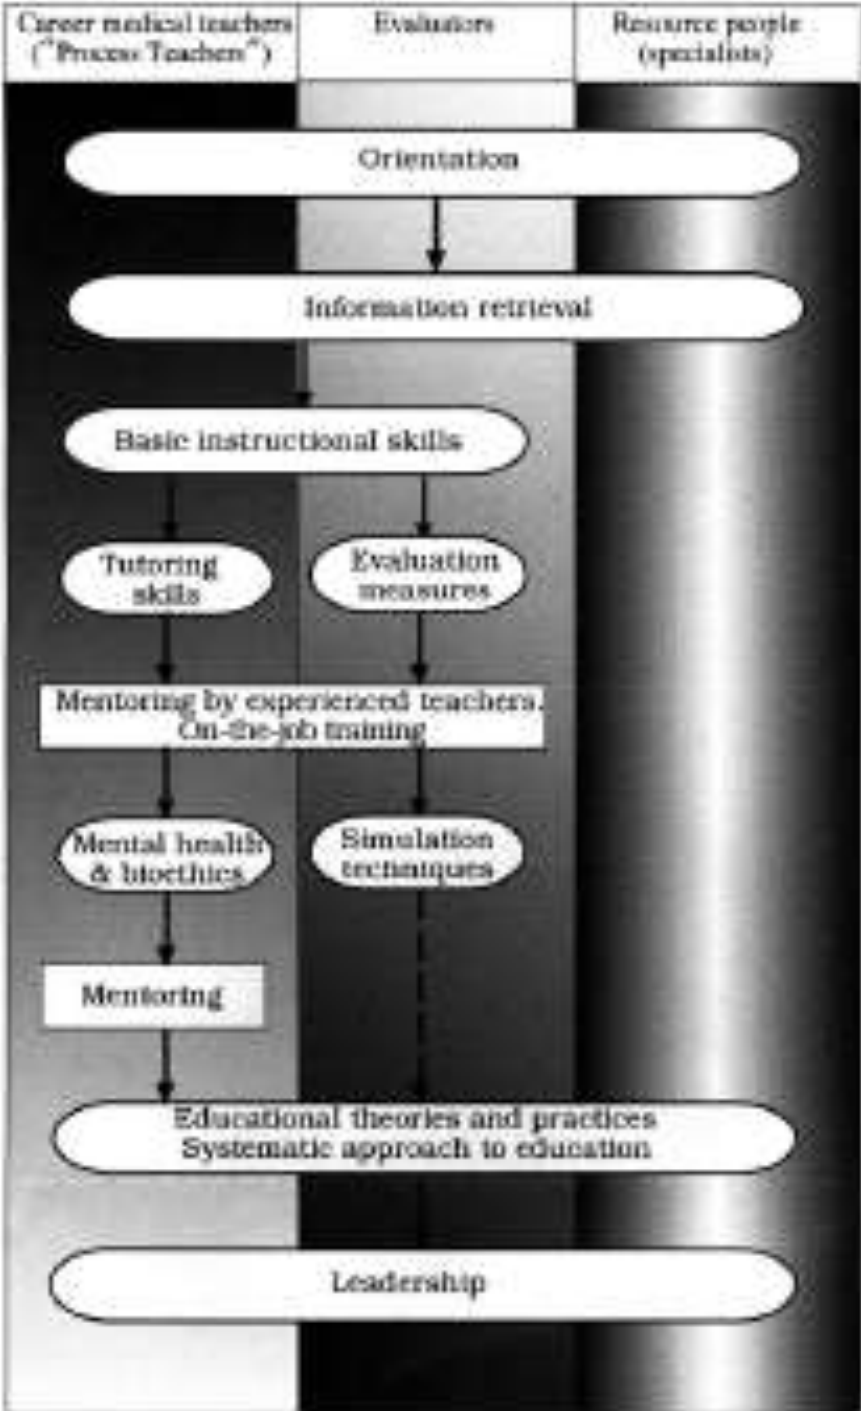 Career medical teachers
("Process Teachers")
Evaluators
Resource people
(specialists)
Orientation
Information retrieval
Basic instructional skills
Tutoring
skills
Evaluation
measures
Mentoring by experienced teachers.
On-the-job training
Mental health
& bioethics
Simulation
techniques
Mentoring
Educational theories and practices
Systematic approach to education
Leadership